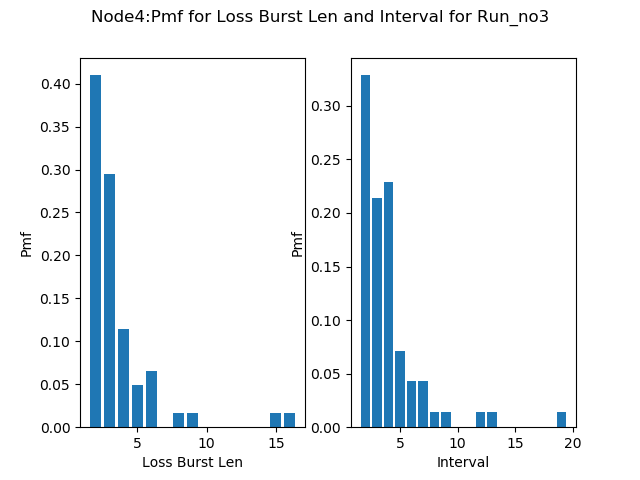 Node4:Pmf for Loss Burst Len and Interval for Run_no3
0.40
0.35
0.30
0.25
0.20
0.15
0.10
0.05
0.00
Pmf
5 10 15
Loss Burst Len
0.30
0.25
0.20
0.15
0.10
0.05
0.00
Pmf
5 10 15 20
Interval